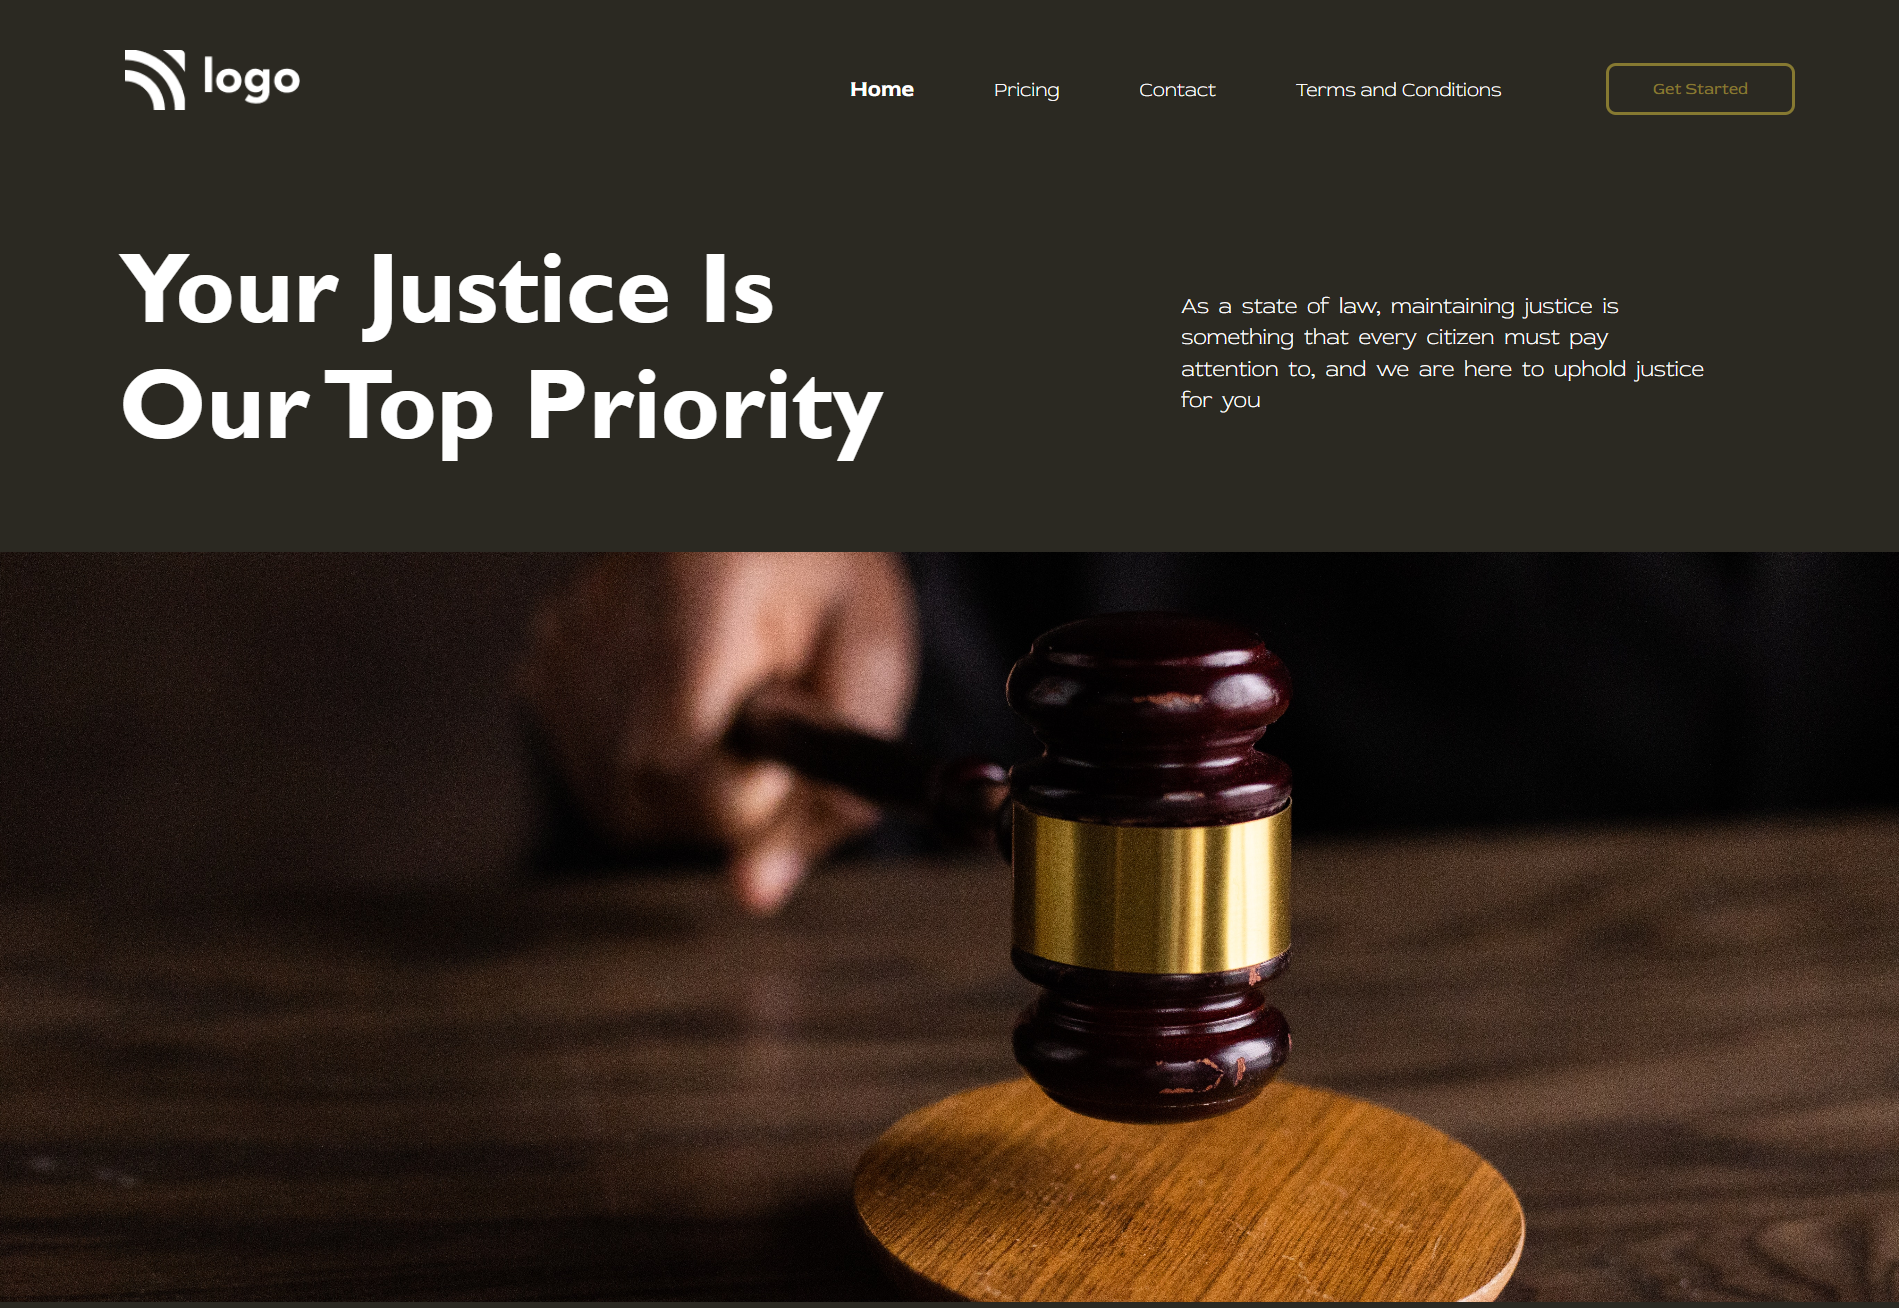 logo
Home
Pricing
Contact
Terms and Conditions
Get Started
Your Justice Is
Our Top Priority
As a state of law, maintaining justice is
something that every citizen must pay
attention to, and we are here to uphold justice
for you